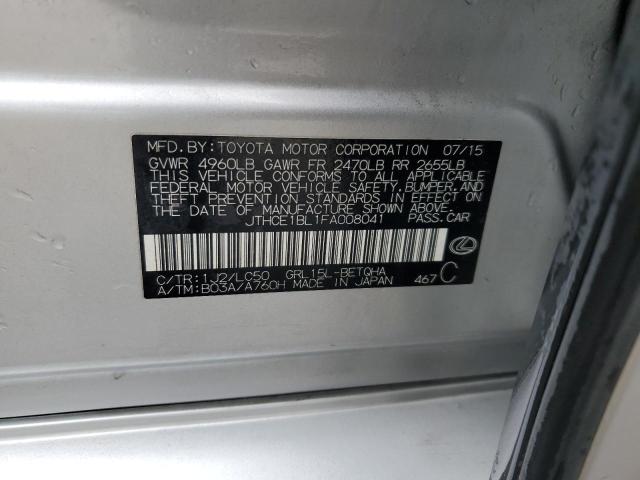 MFD. BY: TOYOTA MOTOR CORPORATION 07/15
GVWR 4960LB GAWR FR 2470LB RR 2655LB
THIS VEHICLE CONFORMS TO ALL APPLICABLE
FEDERAL MOTOR VEHICLE SAFETY, BUMPER, AND
THEFT PREVENTION STANDARDS IN EFFECT ON
THE DATE OF MANUFACTURE SHOWN ABOVE.
JTHCE1BL1FA008041 PASS. CAR
C/TR: 1J2/LC50 GRL15L-BETQHA
A/TM: B03A/A760H MADE IN JAPAN 467 C